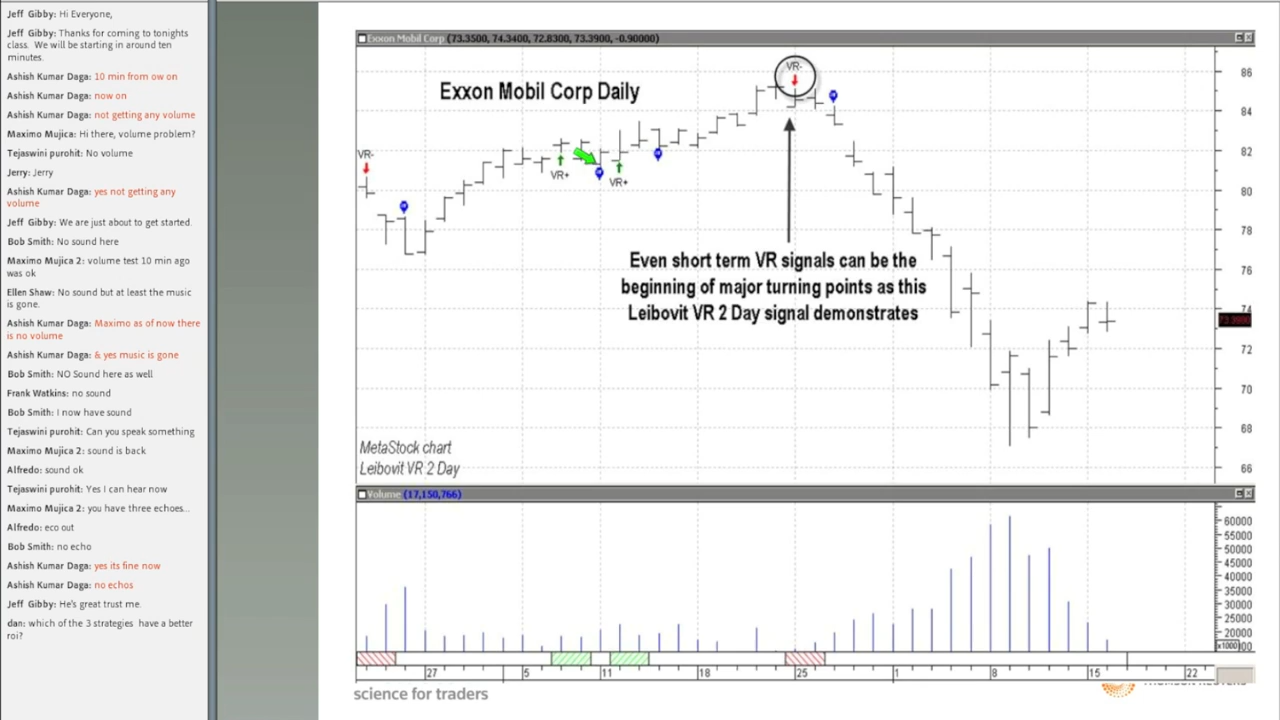 Jeff Gibby: Hi Everyone,
Jeff Gibby: Thanks for coming to tonights
class. We will be starting in around ten
minutes.
Ashish Kumar Daga: 10 min from ow on
Ashish Kumar Daga: now on
Ashish Kumar Daga: not getting any volume
Maximo Mujica: Hi there, volume problem?
Tejaswini purohit: No volume
Jerry: Jerry
Ashish Kumar Daga: yes not getting any
volume
Jeff Gibby: We are just about to get started.
Bob Smith: No sound here
Maximo Mujica 2: volume test 10 min ago
was ok
Ellen Shaw: No sound but at least the music
is gone.
Ashish Kumar Daga: Maximo as of now there
is no volume
Ashish Kumar Daga: & yes music is gone
Bob Smith: NO Sound here as well
Frank Watkins: no sound
Bob Smith: I now have sound
Tejaswini purohit: Can you speak something
Maximo Mujica 2: sound is back
Alfredo: sound ok
Tejaswini purohit: Yes I can hear now
Maximo Mujica 2: you have three echoes...
Alfredo: eco out
Bob Smith: no echo
Ashish Kumar Daga: yes its fine now
Ashish Kumar Daga: no echos
Jeff Gibby: He's great trust me.
dan: which of the 3 strategies have a better
roi?
Exxon Mobil Corp (73.3500, 74.3400, 72.8300, 73.3900, -0.90000)
Exxon Mobil Corp Daily
VR-
VR-
VR+
VR+
Even short term VR signals can be the
beginning of major turning points as this
Leibovit VR 2 Day signal demonstrates
MetaStock chart
Leibovit VR 2 Day
86
84
82
80
78
76
74
73.3900
72
70
68
66
Volume (17,150,766)
60000
55000
50000
45000
40000
35000
30000
25000
20000
x1000
27
5
11
18
25
1
8
15
22
science for traders